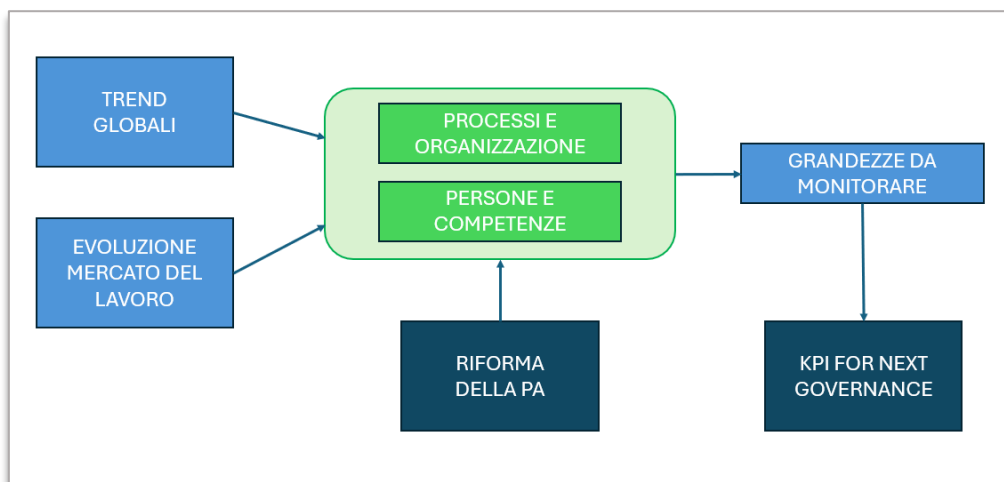 TREND
GLOBALI
EVOLUZIONE
MERCATO DEL
LAVORO
PROCESSI E
ORGANIZZAZIONE
PERSONE E
COMPETENZE
RIFORMA
DELLA PA
GRANDEZZE DA
MONITORARE
KPI FOR NEXT
GOVERNANCE